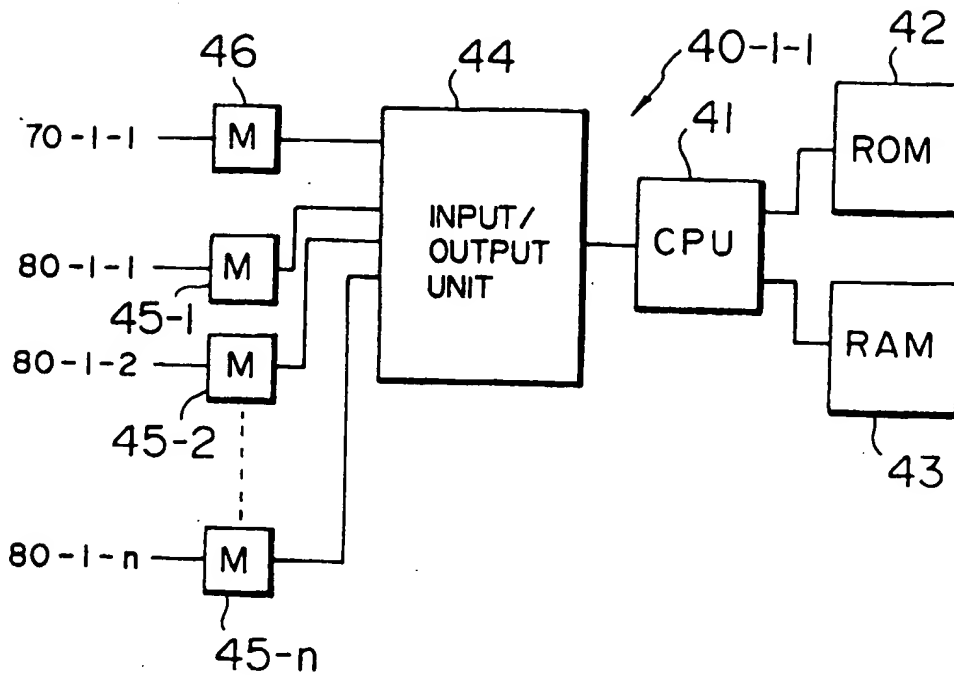 46
44
40-1-1
42
70-1-1
M
41
ROM
INPUT/
OUTPUT
UNIT
CPU
80-1-1
M
45-1
80-1-2
M
45-2
RAM
43
80-1-n
M
45-n